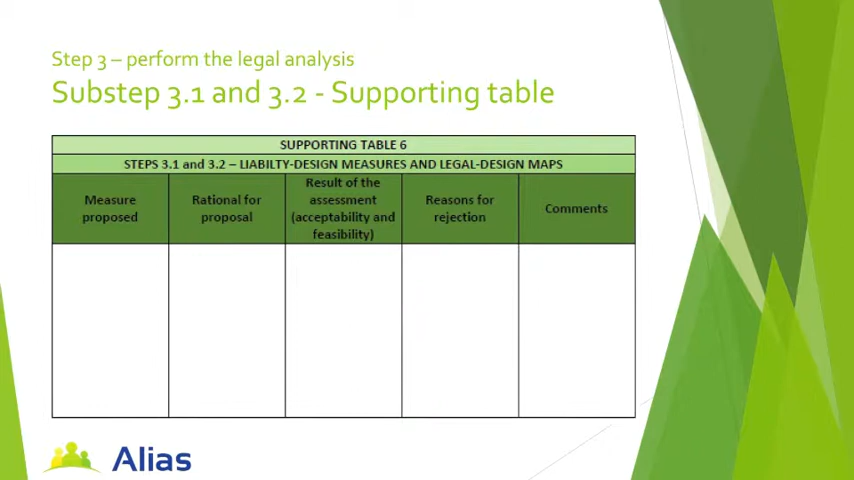 Step 3 – perform the legal analysis
Substep 3.1 and 3.2 - Supporting table
SUPPORTING TABLE 6
STEPS 3.1 and 3.2 – LIABILTY-DESIGN MEASURES AND LEGAL-DESIGN MAPS
Measure
proposed
Rational for
proposal
Result of the
assessment
(acceptability and
feasibility)
Reasons for
rejection
Comments
Alias